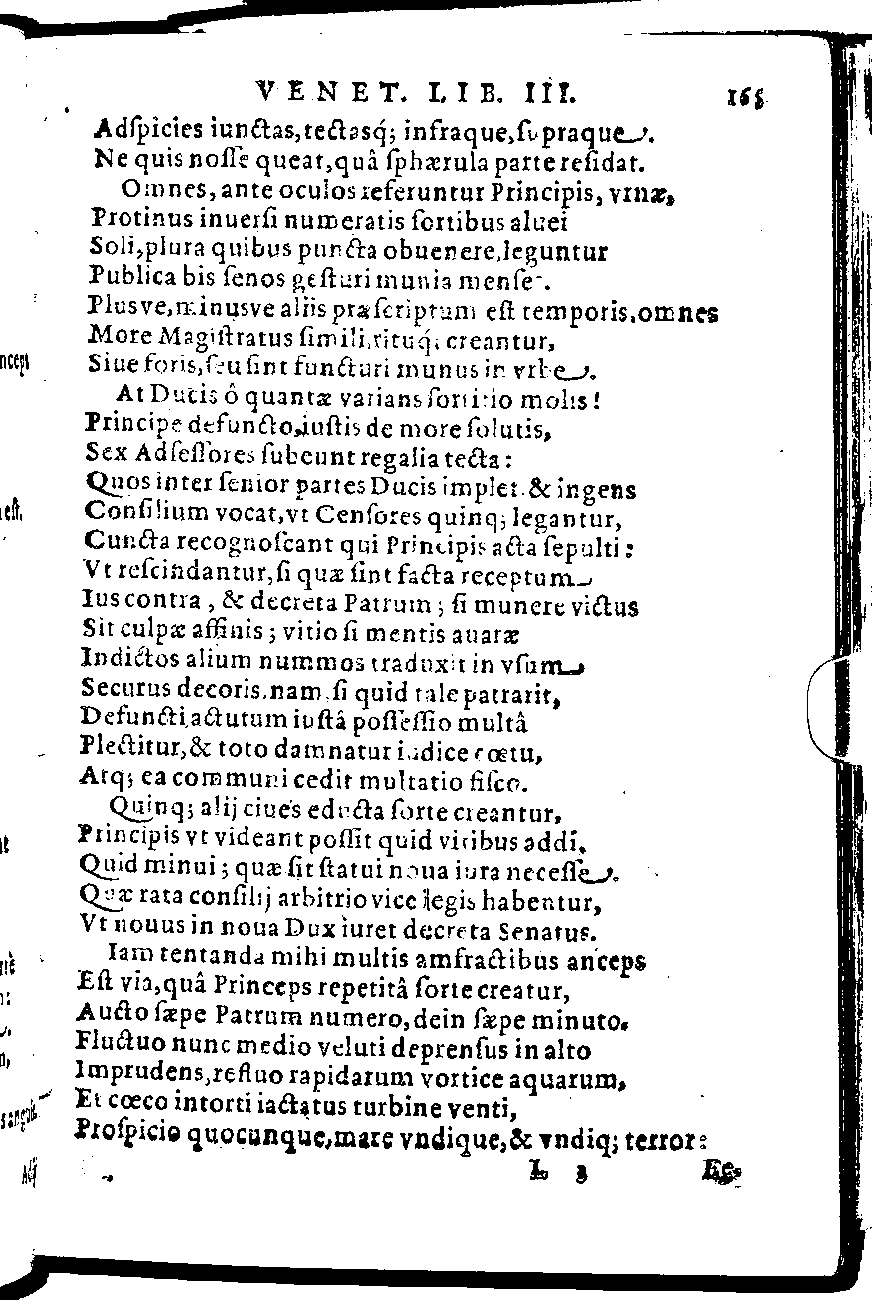 VENET. LIB. III. 165
Adſpicies iunctas, tectasq́; infraque, ſupraque.
Ne quis noſſe queat, quâ ſphærula parte reſidat.
Omnes, ante oculos referuntur Principis, vrnæ,
Protinus inuerſi numeratis ſortibus aluei
Soli, plura quibus puncta obuenere, leguntur
Publica bis ſenos geſturi munia menſe.
Plusve, minusve aliis præſcriptum eſt temporis, omnes
More Magiſtratus ſimili, rituq́; creantur,
Siue foris, ſeu ſint functuri munus in vrbe.
At Ducis ô quantæ varians ſortitio molis!
Principe defuncto, iuſtis de more ſolutis,
Sex Adſeſſores ſubeunt regalia tecta:
Quos inter ſenior partes Ducis implet. & ingens
Conſilium vocat, vt Cenſores quinq; legantur,
Cuncta recognoſcant qui Principis acta ſepulti:
Vt reſcindantur, ſi quæ ſint facta receptum
Ius contra, & decreta Patrum; ſi munere victus
Sit culpæ affinis; vitio ſi mentis auaræ
Indictos alium nummos traduxit in vſum
Securus decoris. nam, ſi quid tale patrarit,
Defuncti, actutum iuſtâ poſſeſſio multâ
Plectitur, & toto damnatur iudice cœtu,
Atq; ea communi cedit multatio fiſco.
Quinq; alij ciues educta ſorte creantur,
Principis vt videant poſſit quid viribus addi,
Quid minui; quæ ſit ſtatui noua iura neceſſe.
Quæ rata conſilij arbitrio vice legis habentur,
Vt nouus in noua Dux iuret decreta Senatus.
Iam tentanda mihi multis amfractibus anceps
Eſt via, quâ Princeps repetitâ ſorte creatur,
Aucto ſæpe Patrum numero, dein ſæpe minuto.
Fluctuo nunc medio veluti deprenſus in alto
Imprudens, refluo rapidarum vortice aquarum,
Et cœco intorti iactatus turbine venti,
Proſpicio quocunque, mare vndique, & vndiq; terror:
L 3 Ec-